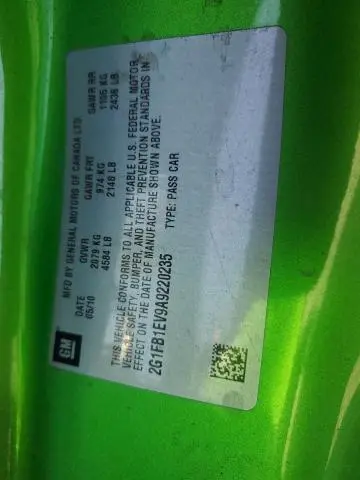 MFD BY GENERAL MOTORS OF CANADA LTD
DATE GVWR GAWR FRT GAWR RR
05/10 2079 KG 974 KG 1105 KG
4584 LB 2148 LB 2436 LB
THIS VEHICLE CONFORMS TO ALL APPLICABLE U.S. FEDERAL MOTOR
VEHICLE SAFETY, BUMPER, AND THEFT PREVENTION STANDARDS IN
EFFECT ON THE DATE OF MANUFACTURE SHOWN ABOVE.
2G1FB1EV9A9220235 TYPE: PASS CAR
GM